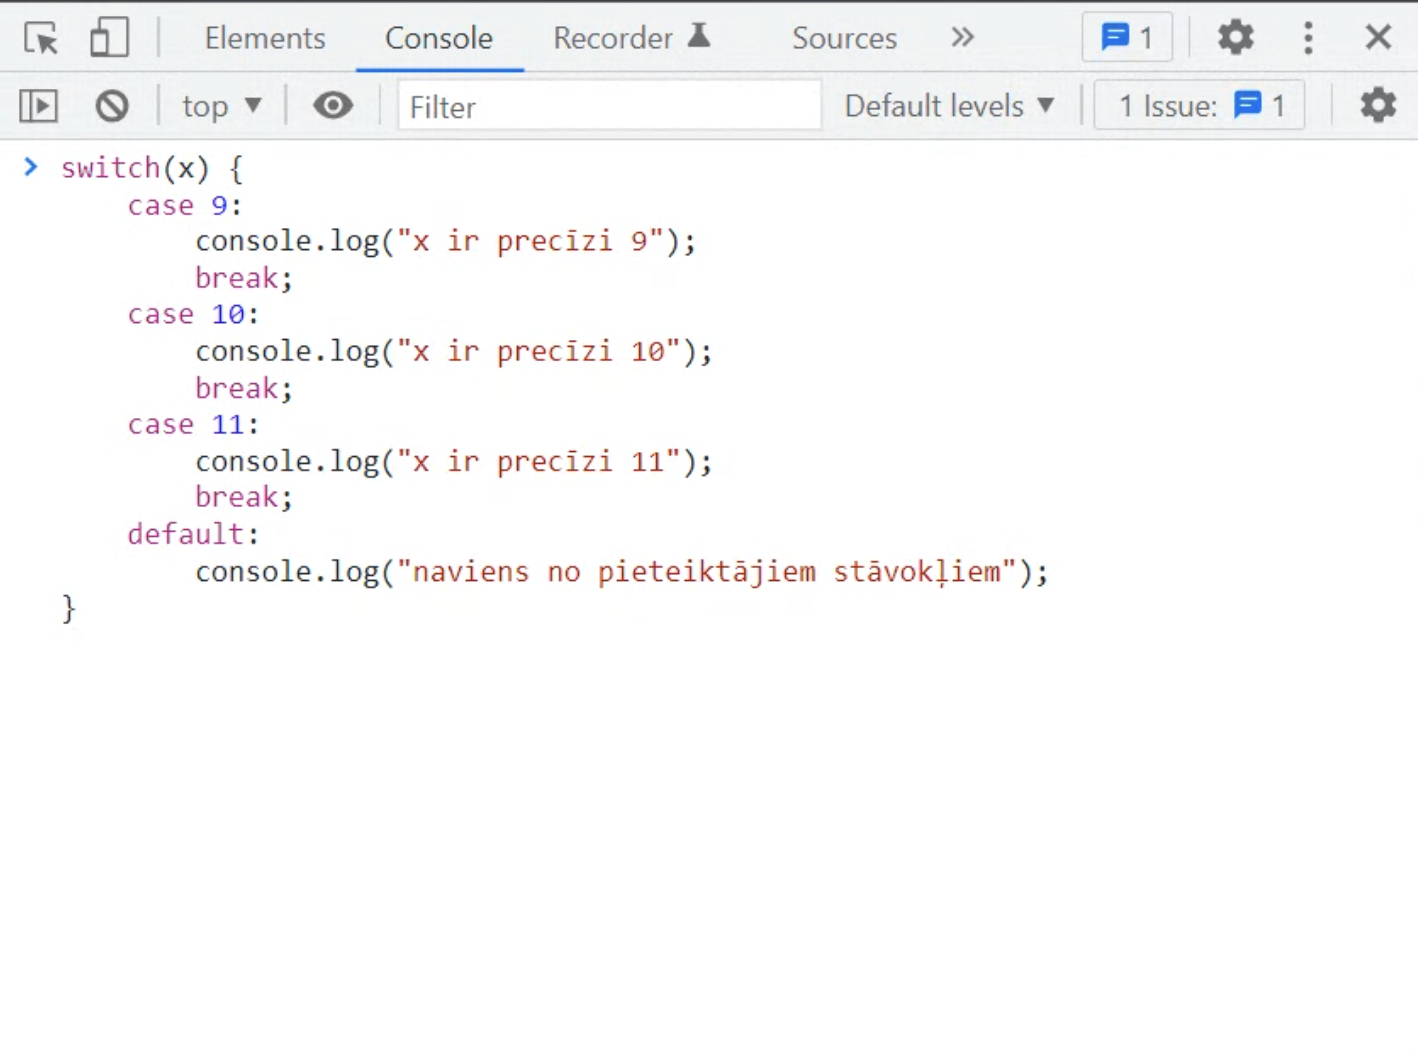 Elements Console Recorder Sources » 1
top ▼ Filter Default levels ▼ 1 Issue: 1
> switch(x) {
    case 9:
        console.log("x ir precīzi 9");
        break;
    case 10:
        console.log("x ir precīzi 10");
        break;
    case 11:
        console.log("x ir precīzi 11");
        break;
    default:
        console.log("naviens no pieteiktājiem stāvokļiem");
}